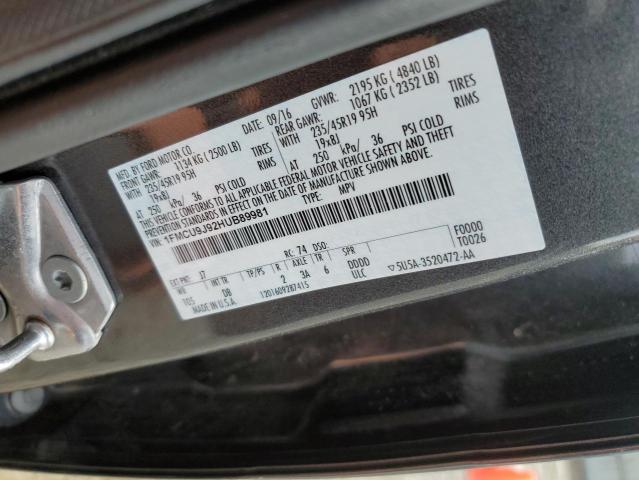 MFD. BY FORD MOTOR CO.
DATE: 09/16 GVWR: 2195 KG ( 4840 LB)
FRONT GAWR: 1134 KG ( 2500 LB) REAR GAWR: 1067 KG ( 2352 LB)
WITH 235/45R19 95H TIRES WITH 235/45R19 95H TIRES
19x8J RIMS 19x8J RIMS
AT 250 kPa/ 36 PSI COLD AT 250 kPa/ 36 PSI COLD
THIS VEHICLE CONFORMS TO ALL APPLICABLE FEDERAL MOTOR VEHICLE SAFETY AND THEFT
PREVENTION STANDARDS IN EFFECT ON THE DATE OF MANUFACTURE SHOWN ABOVE.
VIN: 1FMCU9J92HUB89981
TYPE: MPV
EXT PNT: J7 RC: 74 DSO: F0000
WB INT TR TP/PS R AXLE TR SPR T0026
105 DB 2 3A 6 DDDD
MADE IN U.S.A. 1201609287415 ULC 5U5A-3520472-AA